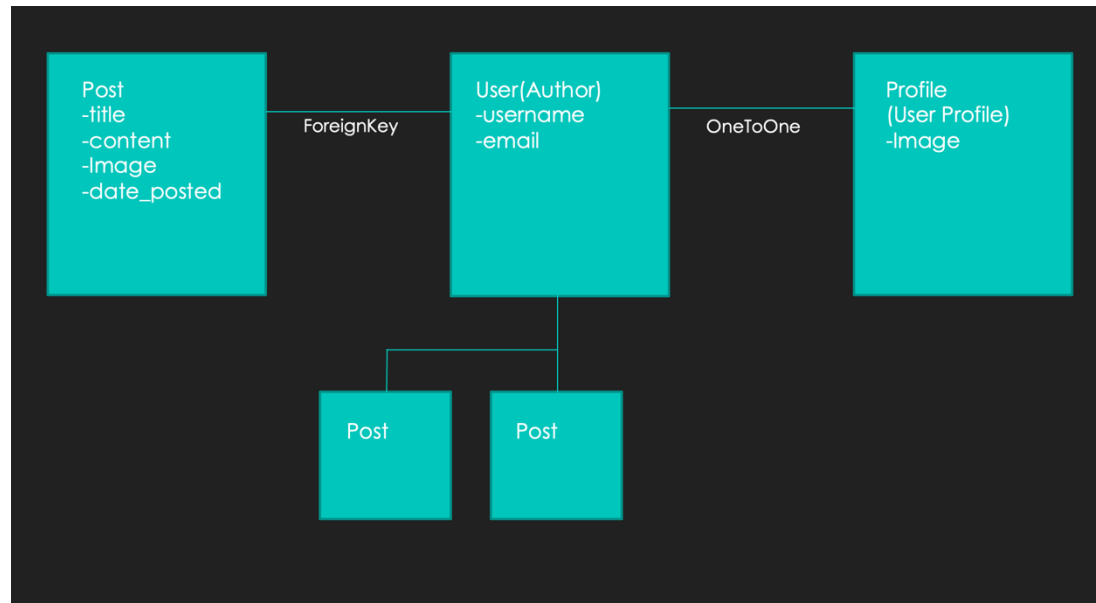 Post
-title
-content
-Image
-date_posted
ForeignKey
User(Author)
-username
-email
OneToOne
Profile
(User Profile)
-Image
Post
Post